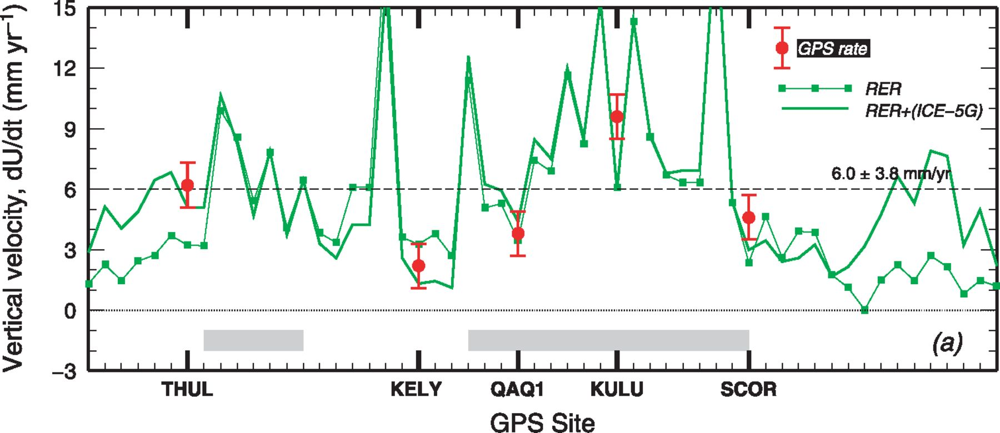 Vertical velocity, dU/dt (mm yr⁻¹)
15
12
9
6
3
0
−3
GPS rate
RER
RER+(ICE−5G)
6.0 ± 3.8 mm/yr
(a)
THUL KELY QAQ1 KULU SCOR
GPS Site